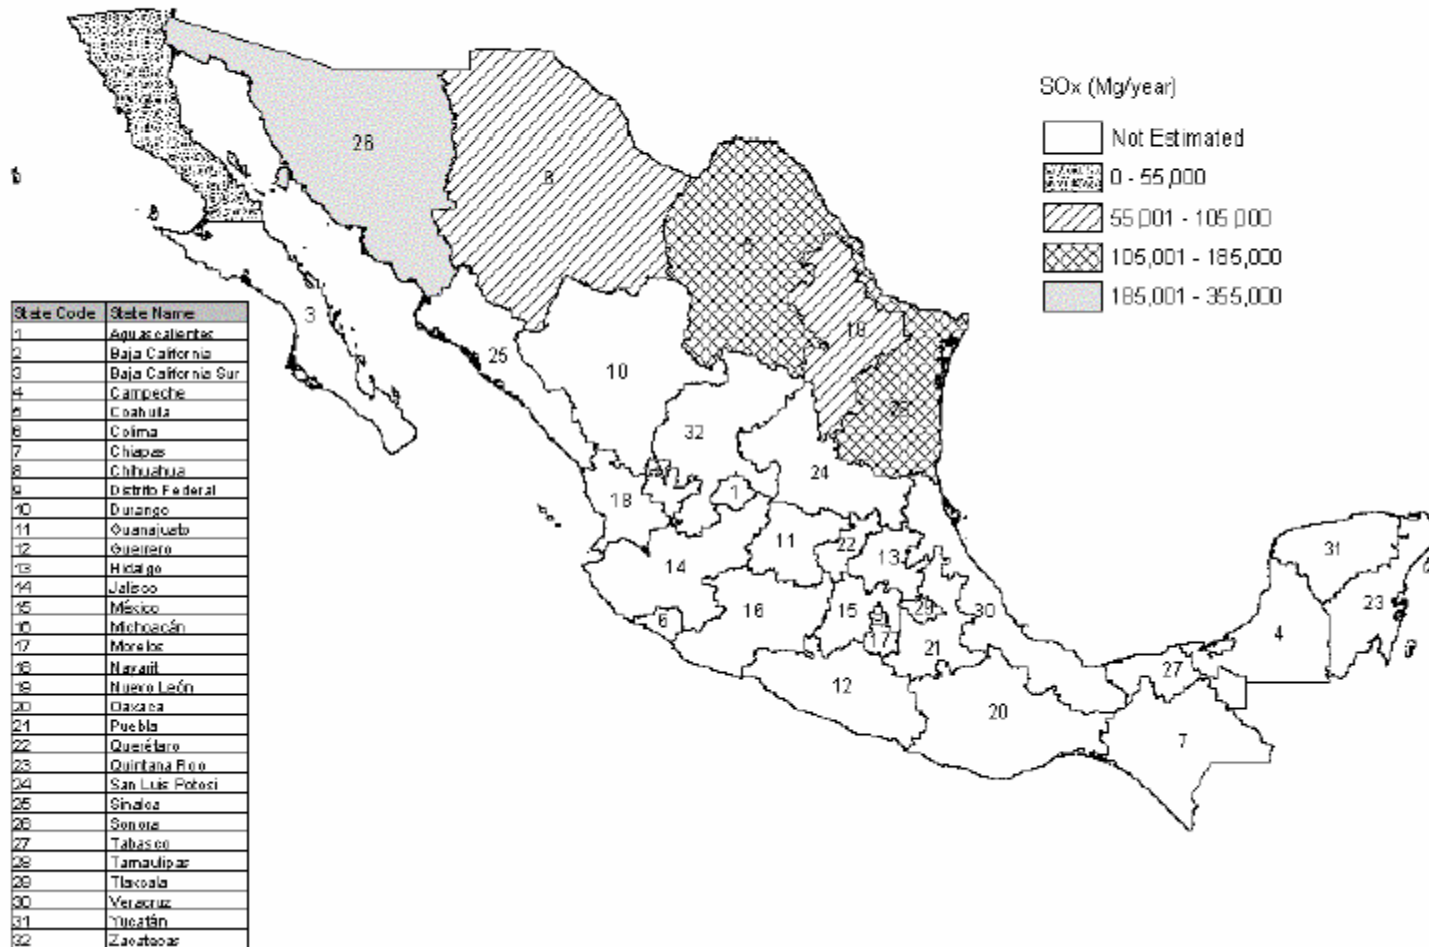 SOx (Mg/year)
Not Estimated
0 - 55,000
55,001 - 105,000
105,001 - 185,000
185,001 - 355,000
26
8
19
3
25
10
32
24
18
1
14
11
22
13
6
16
15
9
17
29
21
30
12
20
27
7
4
31
23
State Code State Name
1 Aguascalientes
2 Baja California
3 Baja California Sur
4 Campeche
5 Coahuila
6 Colima
7 Chiapas
8 Chihuahua
9 Distrito Federal
10 Durango
11 Guanajuato
12 Guerrero
13 Hidalgo
14 Jalisco
15 México
16 Michoacán
17 Morelos
18 Nayarit
19 Nuevo León
20 Oaxaca
21 Puebla
22 Querétaro
23 Quintana Roo
24 San Luis Potosi
25 Sinaloa
26 Sonora
27 Tabasco
28 Tamaulipas
29 Tlaxcala
30 Veracruz
31 Yucatán
32 Zacatecas